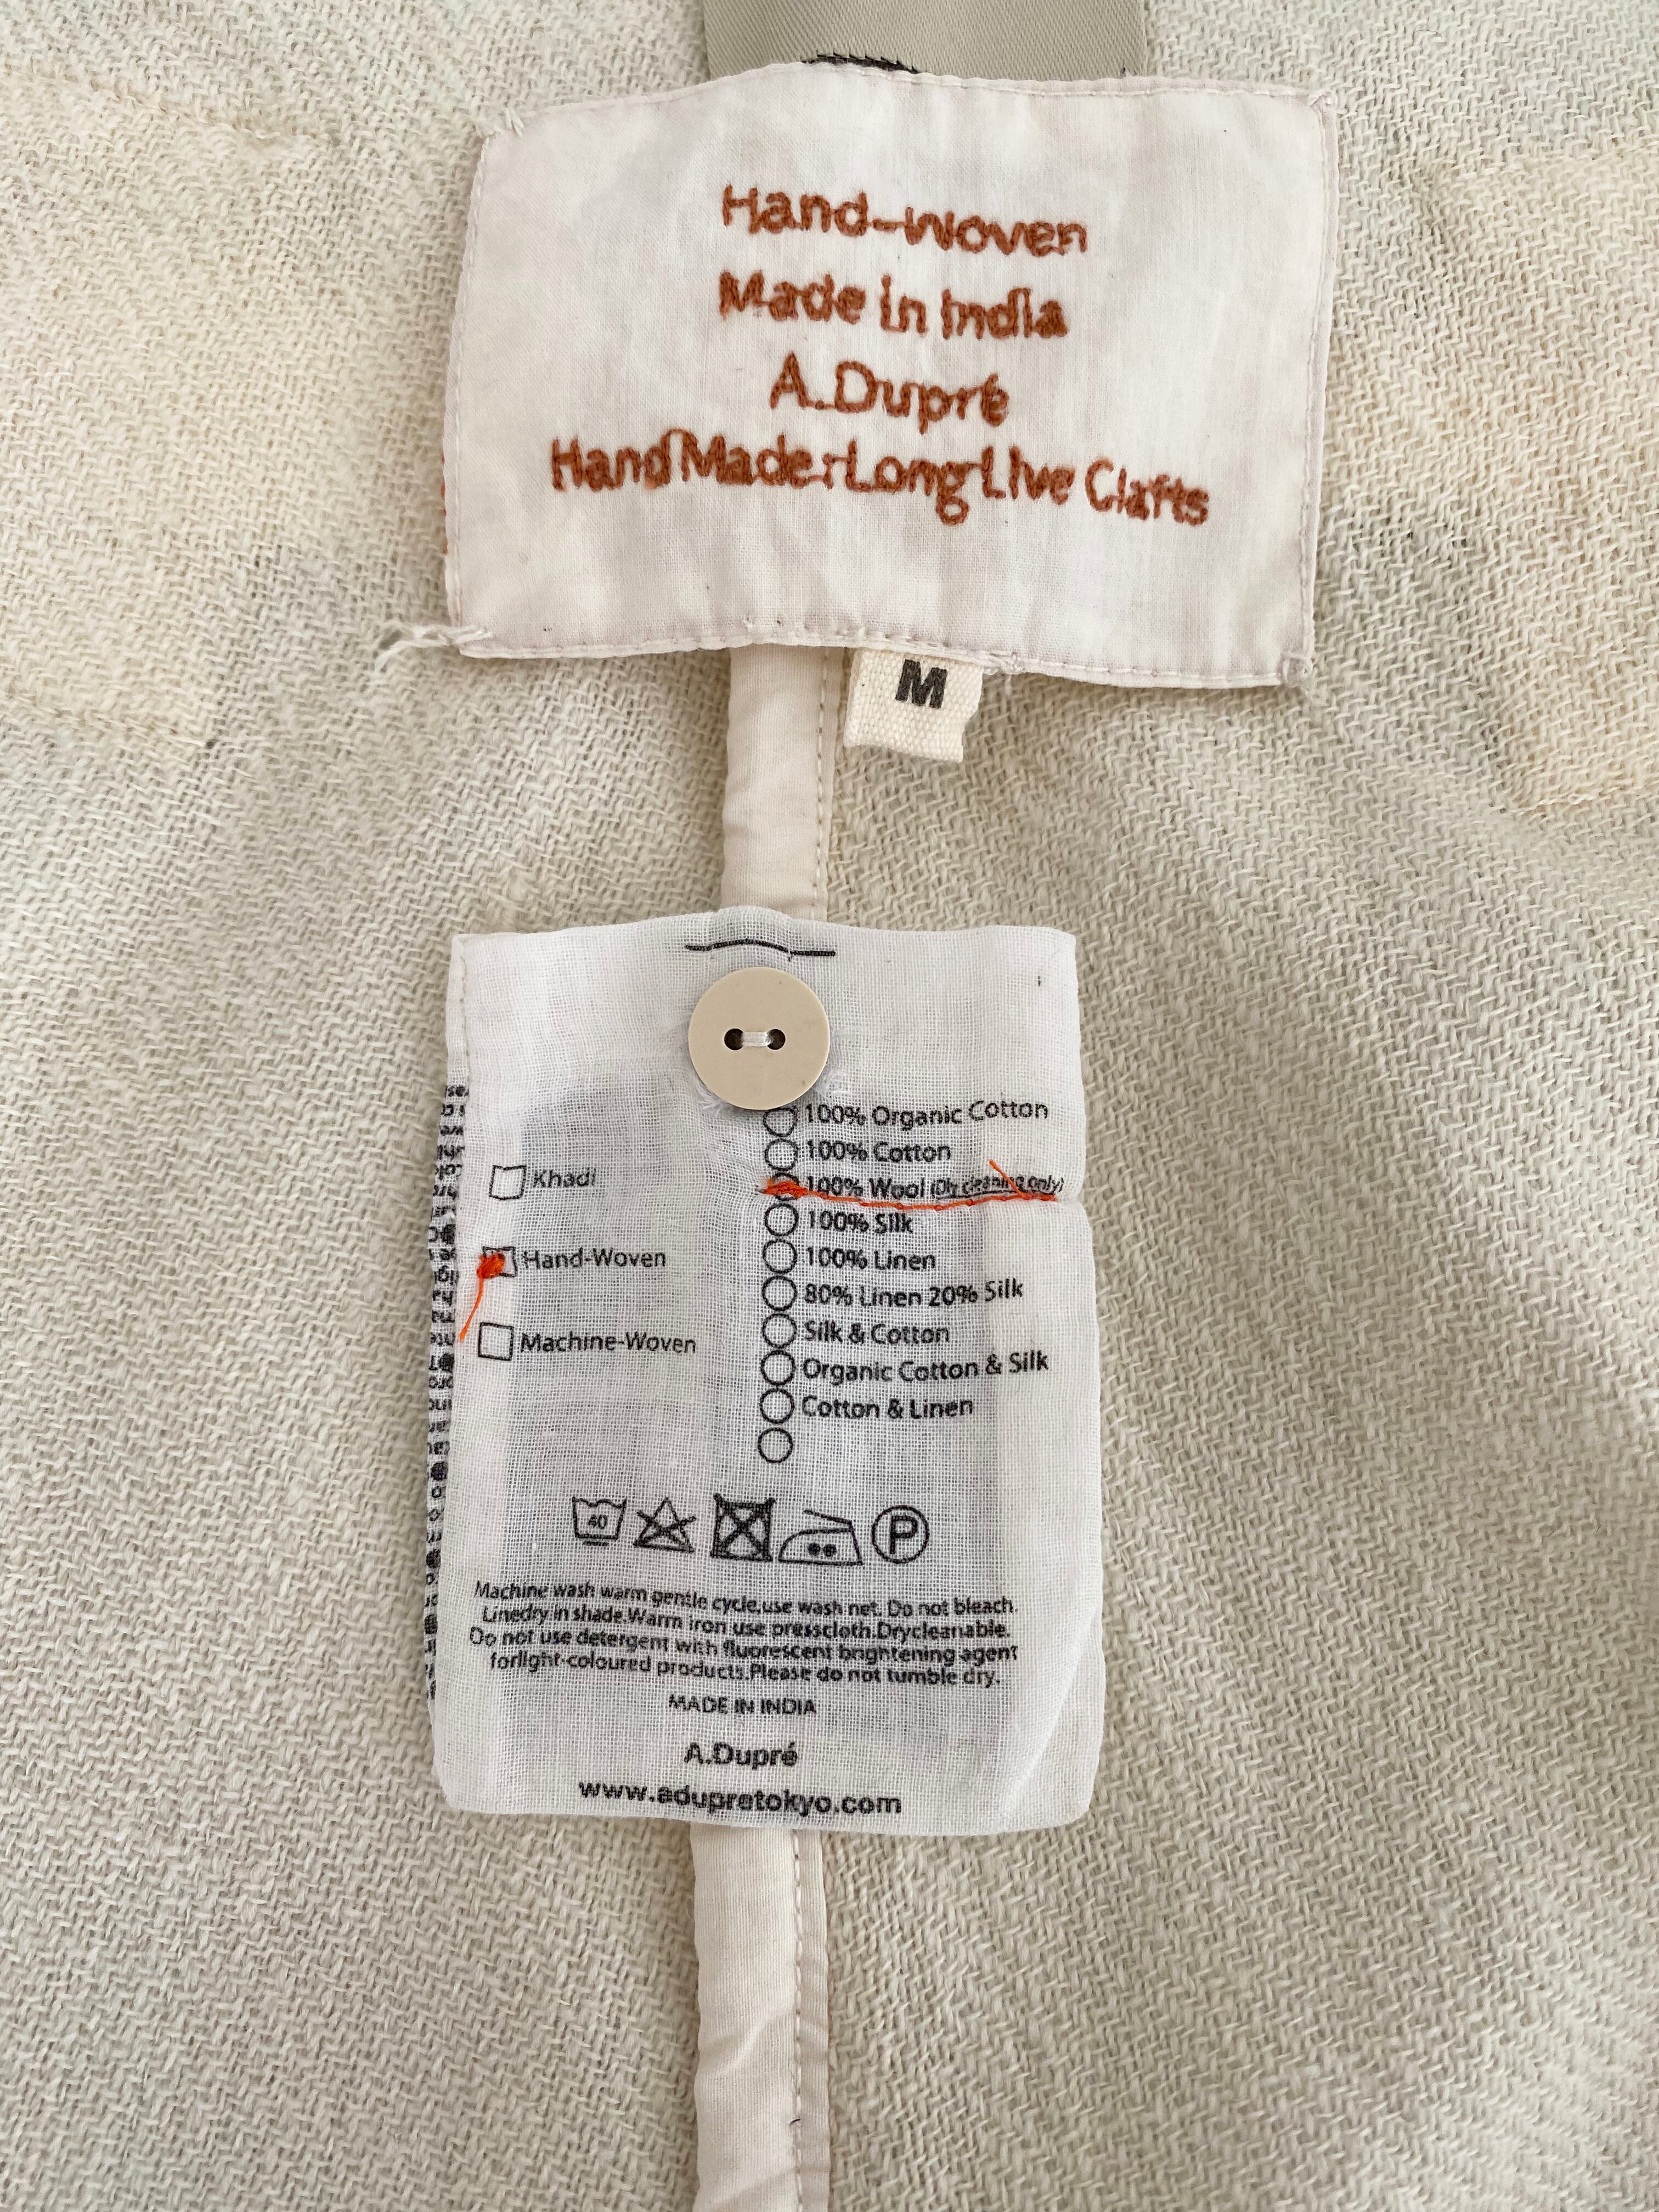 Hand-Woven
Made in India
A.Dupré
HandMade:Long Live Clafts
M
100% Organic Cotton
100% Cotton
Khadi
100% Wool (Dry cleaning only)
100% Silk
Hand-Woven
100% Linen
80% Linen 20% Silk
Machine-Woven
Silk & Cotton
Organic Cotton & Silk
Cotton & Linen
40
P
Machine wash warm gentle cycle,use wash net. Do not bleach.
Linedry in shade.Warm iron use presscloth.Drycleanable.
Do not use detergent with fluorescent brightening agent
forlight-coloured products.Please do not tumble dry.
MADE IN INDIA
A.Dupré
www.adupretokyo.com